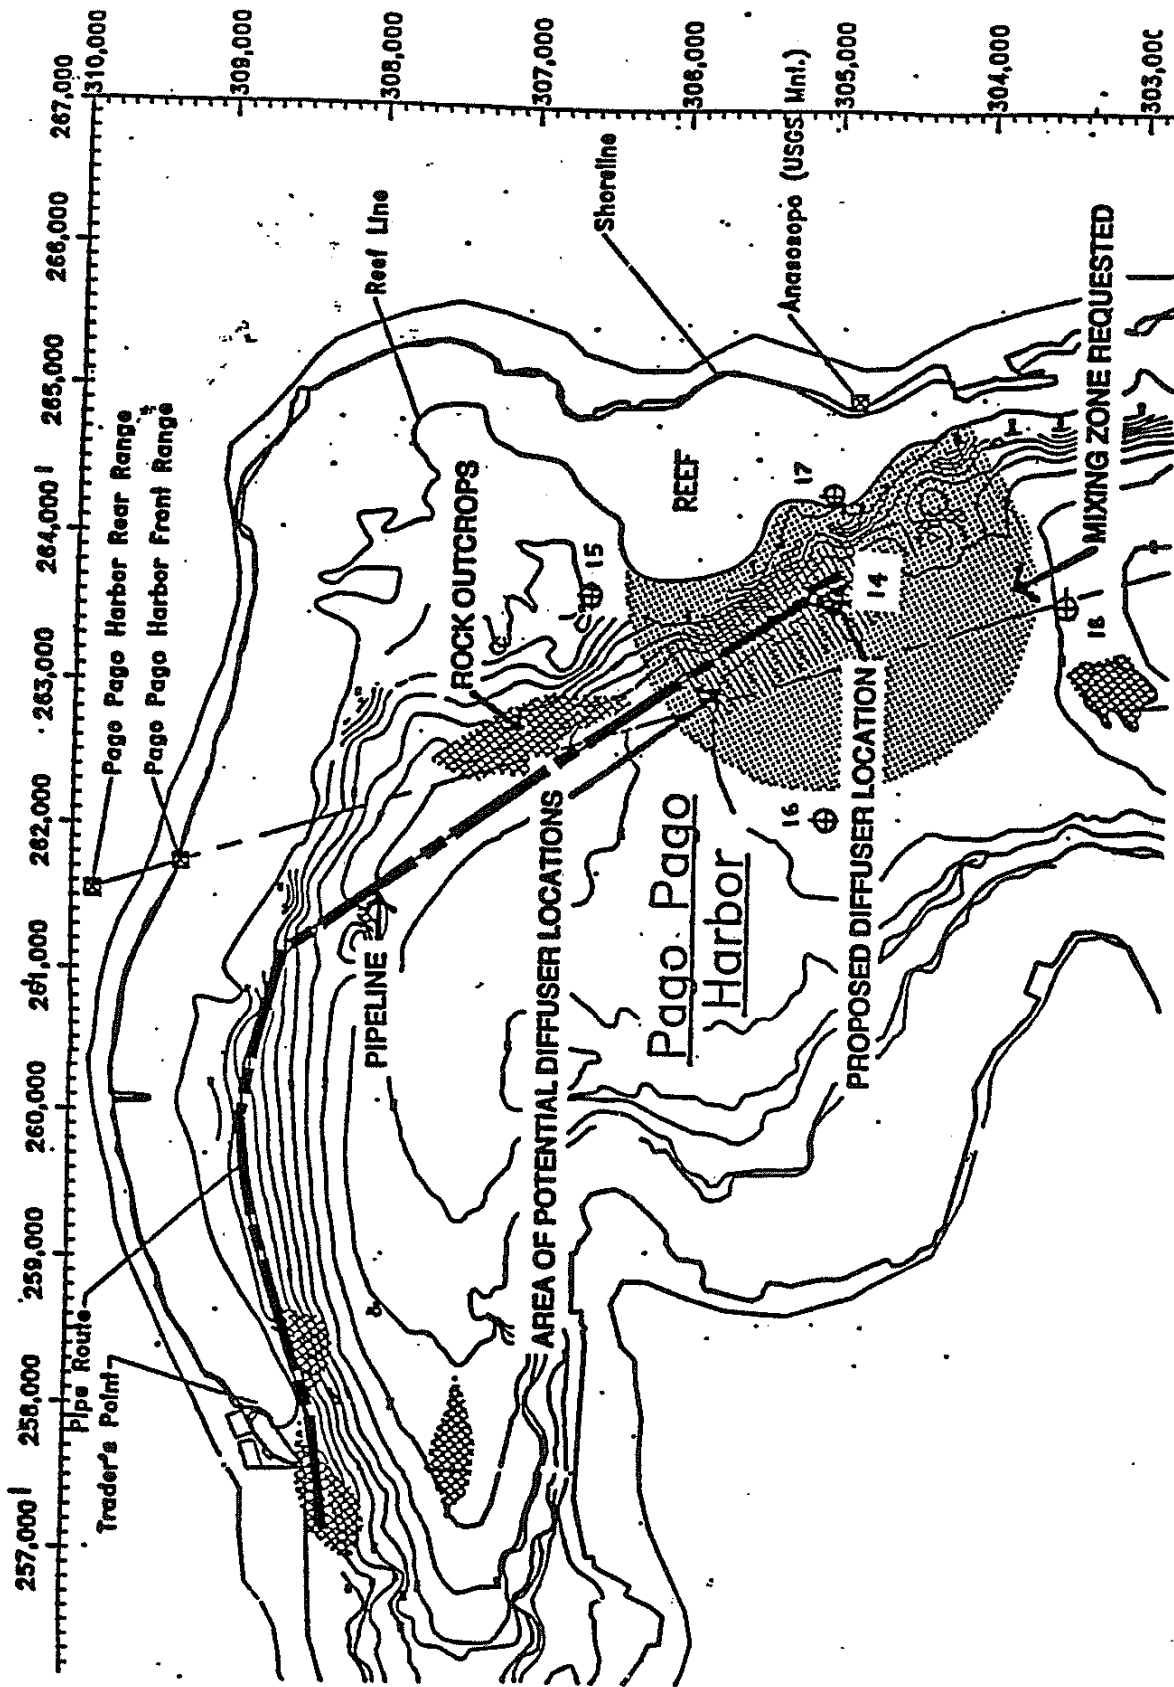 267,000
266,000
265,000
264,000
263,000
262,000
261,000
260,000
259,000
258,000
257,000
310,000
309,000
308,000
307,000
306,000
305,000
304,000
Pago Pago Harbor Rear Range
Pago Pago Harbor Front Range
Reef Line
Shoreline
(USGS Mnt.)
Pipe Route
Trader's Point
PIPELINE
ROCK OUTCROPS
REEF
AREA OF POTENTIAL DIFFUSER LOCATIONS
Pago Pago
Harbor
PROPOSED DIFFUSER LOCATION
MIXING ZONE REQUESTED
14
15
16
17
18